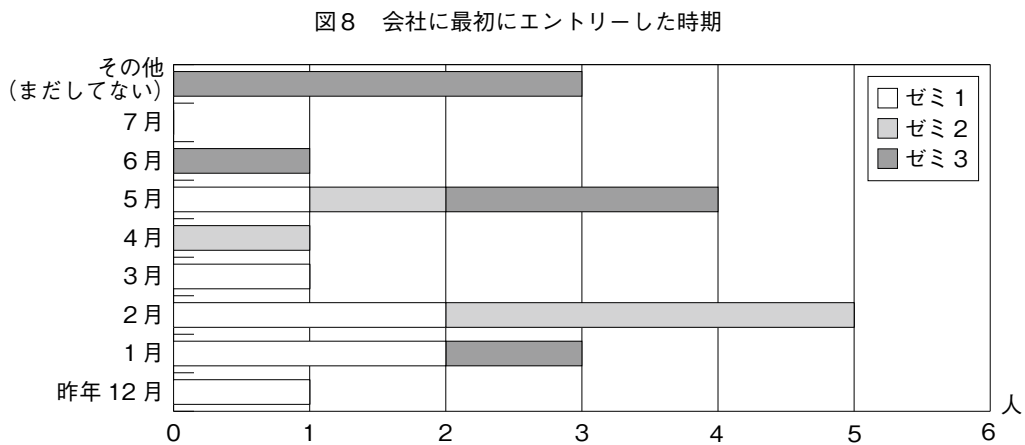 図8 会社に最初にエントリーした時期
その他
（まだしてない）
7月
6月
5月
4月
3月
2月
1月
昨年12月
ゼミ1
ゼミ2
ゼミ3
人
0 1 2 3 4 5 6